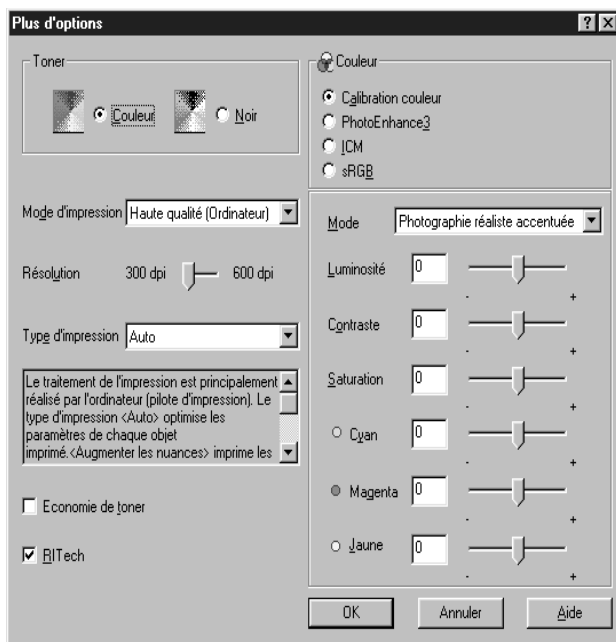 Plus d'options
Toner
Couleur
Noir
Mode d'impression
Haute qualité (Ordinateur)
Résolution
300 dpi
600 dpi
Type d'impression
Auto
Le traitement de l'impression est principalement
réalisé par l'ordinateur (pilote d'impression). Le
type d'impression <Auto> optimise les
paramètres de chaque objet
imprimé.<Augmenter les nuances> imprime les
Economie de toner
RITech
Couleur
Calibration couleur
PhotoEnhance3
ICM
sRGB
Mode
Photographie réaliste accentuée
Luminosité
0
- +
Contraste
0
- +
Saturation
0
- +
Cyan
0
- +
Magenta
0
- +
Jaune
0
- +
OK
Annuler
Aide